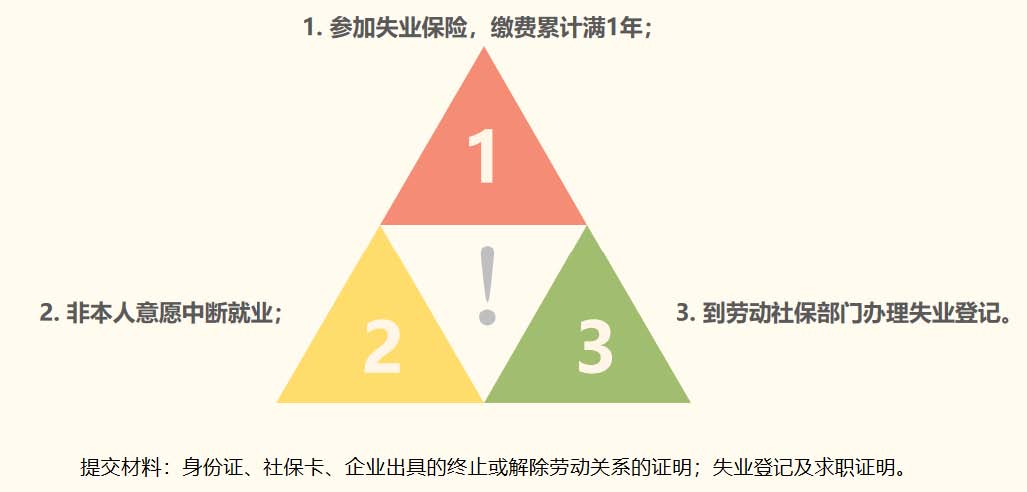 1. 参加失业保险，缴费累计满1年；
1
!
2. 非本人意愿中断就业；
2
3
3. 到劳动社保部门办理失业登记。
提交材料：身份证、社保卡、企业出具的终止或解除劳动关系的证明；失业登记及求职证明。